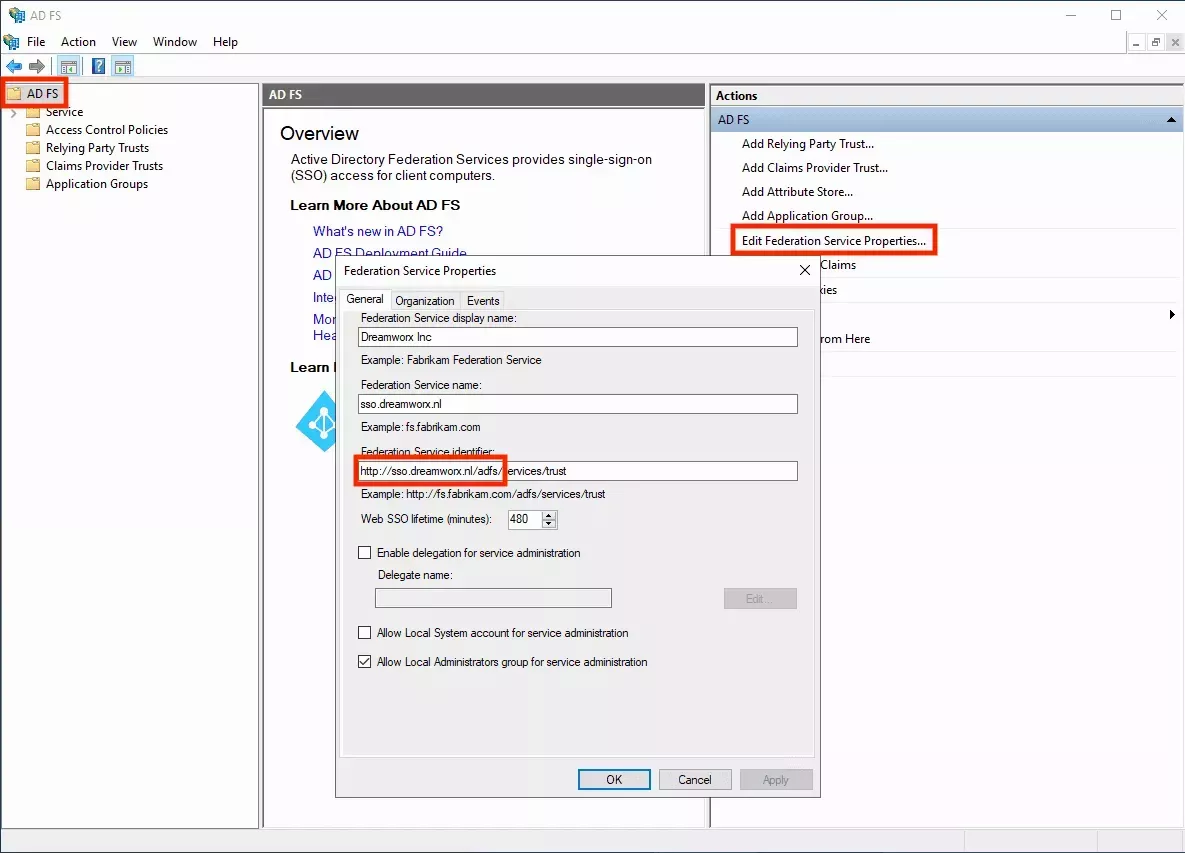 AD FS
File Action View Window Help
AD FS
Service
Access Control Policies
Relying Party Trusts
Claims Provider Trusts
Application Groups
AD FS
Overview
Active Directory Federation Services provides single-sign-on
(SSO) access for client computers.
Learn More About AD FS
What's new in AD FS?
AD FS Deployment Guide
AD
Inte
Mor
Hea
Learn
Actions
AD FS
Add Relying Party Trust...
Add Claims Provider Trust...
Add Attribute Store...
Add Application Group...
Edit Federation Service Properties...
Claims
xies
rom Here
Federation Service Properties
General Organization Events
Federation Service display name:
Dreamworx Inc
Example: Fabrikam Federation Service
Federation Service name:
sso.dreamworx.nl
Example: fs.fabrikam.com
Federation Service identifier:
http://sso.dreamworx.nl/adfs/services/trust
Example: http://fs.fabrikam.com/adfs/services/trust
Web SSO lifetime (minutes): 480
Enable delegation for service administration
Delegate name:
Edit...
Allow Local System account for service administration
Allow Local Administrators group for service administration
OK Cancel Apply